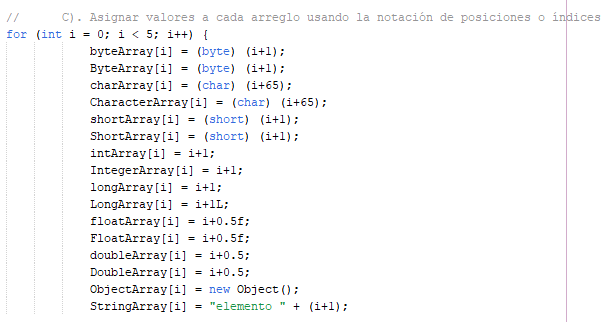 //      C). Asignar valores a cada arreglo usando la notación de posiciones o índices
for (int i = 0; i < 5; i++) {
            byteArray[i] = (byte) (i+1);
            ByteArray[i] = (byte) (i+1);
            charArray[i] = (char) (i+65);
            CharacterArray[i] = (char) (i+65);
            shortArray[i] = (short) (i+1);
            ShortArray[i] = (short) (i+1);
            intArray[i] = i+1;
            IntegerArray[i] = i+1;
            longArray[i] = i+1;
            LongArray[i] = i+1L;
            floatArray[i] = i+0.5f;
            FloatArray[i] = i+0.5f;
            doubleArray[i] = i+0.5;
            DoubleArray[i] = i+0.5;
            ObjectArray[i] = new Object();
            StringArray[i] = "elemento " + (i+1);